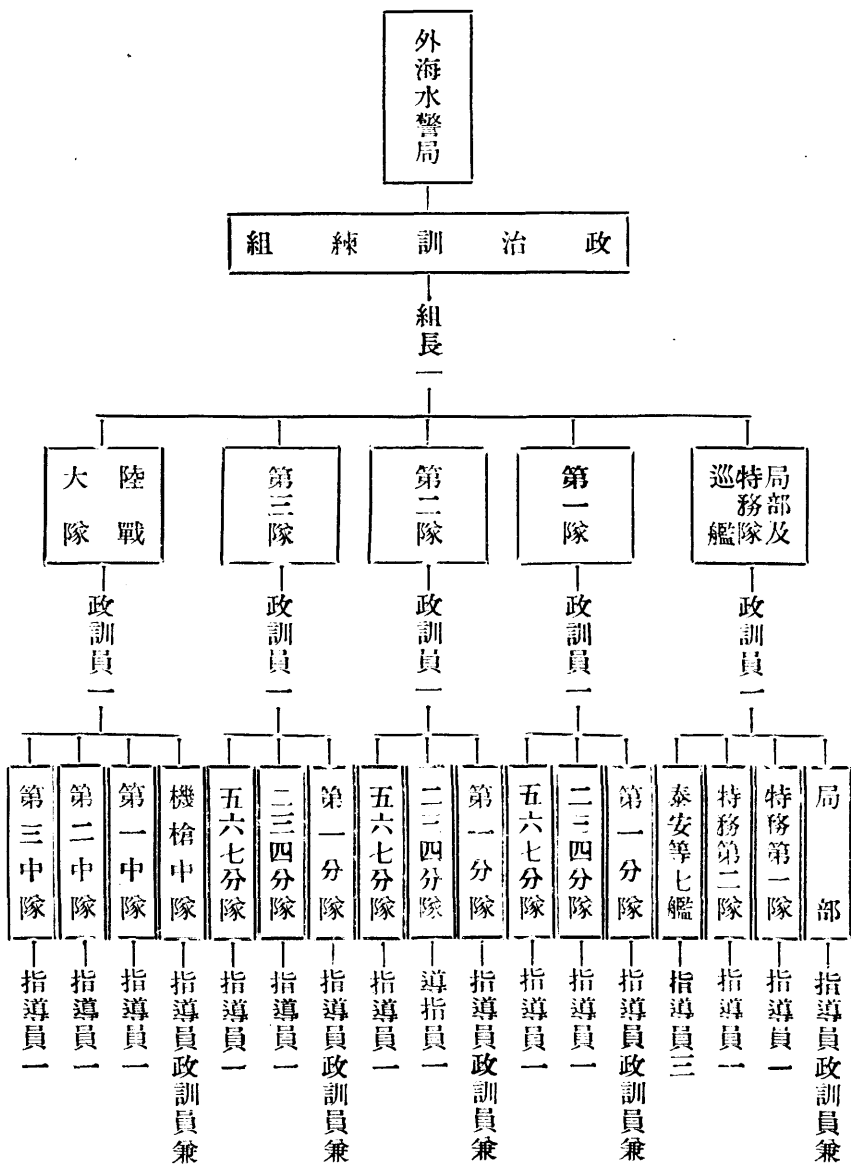 外海水警局
政治訓練組
組長一
局部及
特務隊
巡艦
政訓員一
第一隊
政訓員一
第二隊
政訓員一
第三隊
政訓員一
陸戰
大隊
政訓員一
局部
指導員政訓員兼
特務第一隊
指導員一
特務第二隊
指導員一
泰安等七艦
指導員三
第一分隊
指導員政訓員兼
二三四分隊
指導員一
五六七分隊
指導員一
第一分隊
指導員政訓員兼
二三四分隊
導指員一
五六七分隊
指導員一
第一分隊
指導員政訓員兼
二三四分隊
指導員一
五六七分隊
指導員一
機槍中隊
指導員政訓員兼
第一中隊
指導員一
第二中隊
指導員一
第三中隊
指導員一